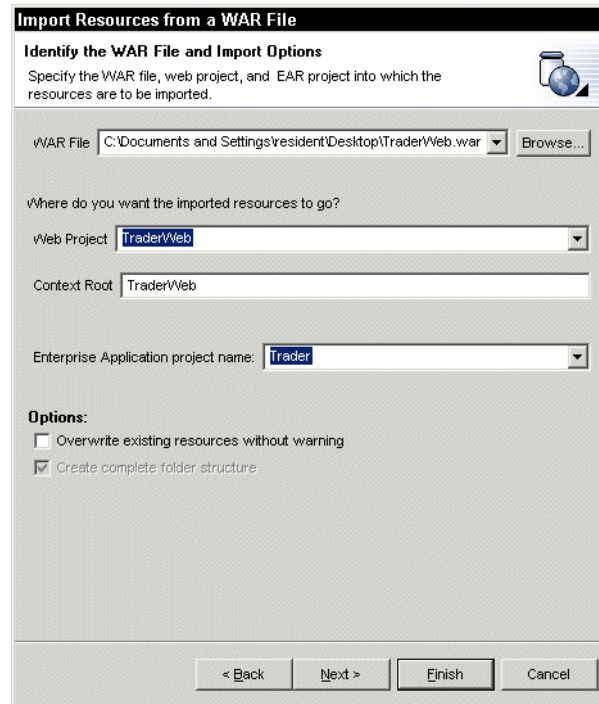 Import Resources from a WAR File
Identify the WAR File and Import Options
Specify the WAR file, web project, and EAR project into which the
resources are to be imported.
WAR File C:\Documents and Settings\resident\Desktop\TraderWeb.war Browse...
Where do you want the imported resources to go?
Web Project TraderWeb
Context Root TraderWeb
Enterprise Application project name: Trader
Options:
Overwrite existing resources without warning
Create complete folder structure
< Back Next > Finish Cancel